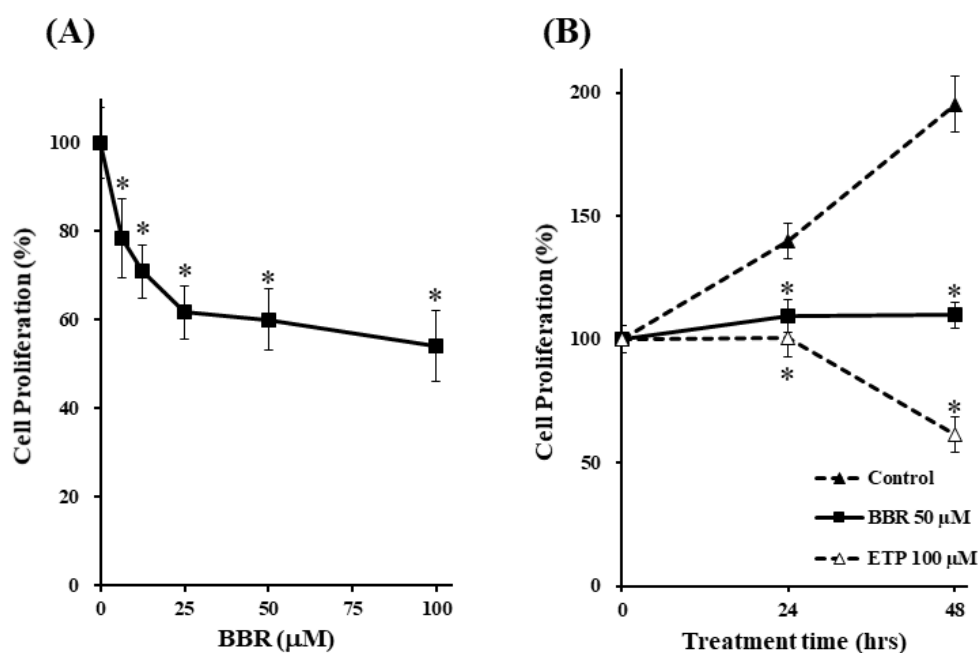 (A)
Cell Proliferation (%)
100
80
60
40
20
0
* * * * *
0 25 50 75 100
BBR (μM)
(B)
Cell Proliferation (%)
200
150
100
50
0
* *
* *
Control
BBR 50 μM
ETP 100 μM
0 24 48
Treatment time (hrs)